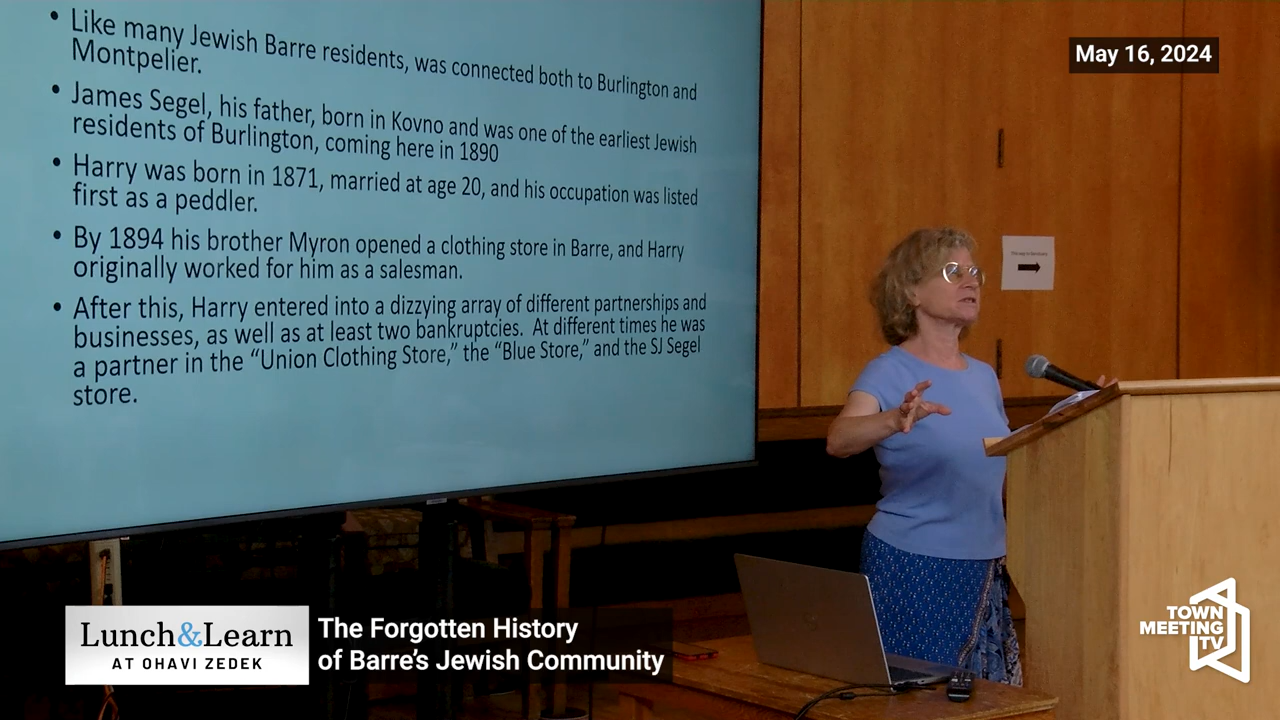 • Like many Jewish Barre residents, was connected both to Burlington and
Montpelier.
• James Segel, his father, born in Kovno and was one of the earliest Jewish
residents of Burlington, coming here in 1890
• Harry was born in 1871, married at age 20, and his occupation was listed
first as a peddler.
• By 1894 his brother Myron opened a clothing store in Barre, and Harry
originally worked for him as a salesman.
• After this, Harry entered into a dizzying array of different partnerships and
businesses, as well as at least two bankruptcies. At different times he was
a partner in the “Union Clothing Store,” the “Blue Store,” and the SJ Segel
store.
May 16, 2024
Lunch&Learn
AT OHAVI ZEDEK
The Forgotten History
of Barre’s Jewish Community
TOWN
MEETING
TV